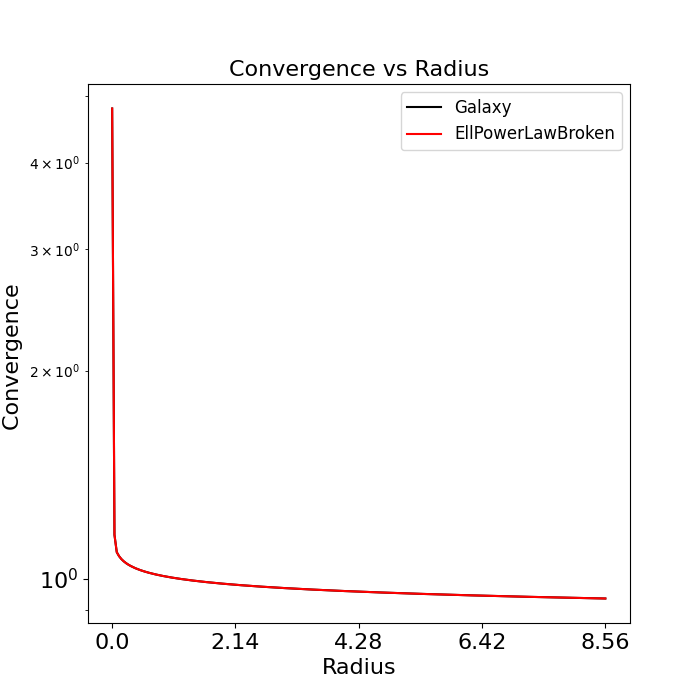 Convergence vs Radius
Galaxy
EllPowerLawBroken
4 × 10⁰
3 × 10⁰
2 × 10⁰
10⁰
Convergence
0.0 2.14 4.28 6.42 8.56
Radius